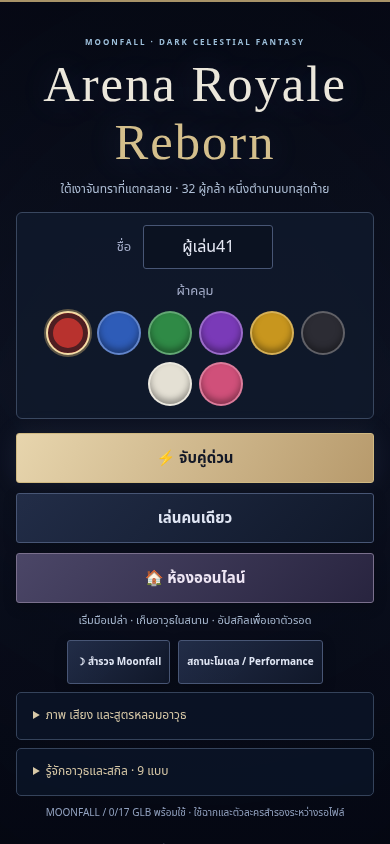 MOONFALL · DARK CELESTIAL FANTASY
Arena Royale
Reborn
ใต้เงาจันทราที่แตกสลาย · 32 ผู้กล้า หนึ่งตำนานบทสุดท้าย
ชื่อ
ผู้เล่น41
ผ้าคลุม
⚡ จับคู่ด่วน
เล่นคนเดียว
🏠 ห้องออนไลน์
เริ่มมือเปล่า · เก็บอาวุธในสนาม · อัปสกิลเพื่อเอาตัวรอด
☽ สำรวจ Moonfall
สถานะโมเดล / Performance
▶ ภาพ เสียง และสูตรหลอมอาวุธ
▶ รู้จักอาวุธและสกิล · 9 แบบ
MOONFALL / 0/17 GLB พร้อมใช้ · ใช้ฉากและตัวละครสำรองระหว่างรอไฟล์